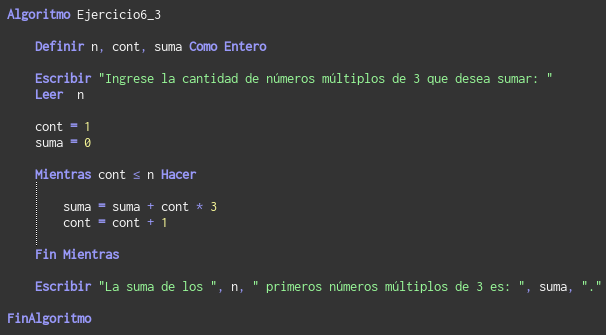 Algoritmo Ejercicio6_3
Definir n, cont, suma Como Entero
Escribir "Ingrese la cantidad de números múltiplos de 3 que desea sumar: "
Leer n
cont = 1
suma = 0
Mientras cont ≤ n Hacer
suma = suma + cont * 3
cont = cont + 1
Fin Mientras
Escribir "La suma de los ", n, " primeros números múltiplos de 3 es: ", suma, "."
FinAlgoritmo